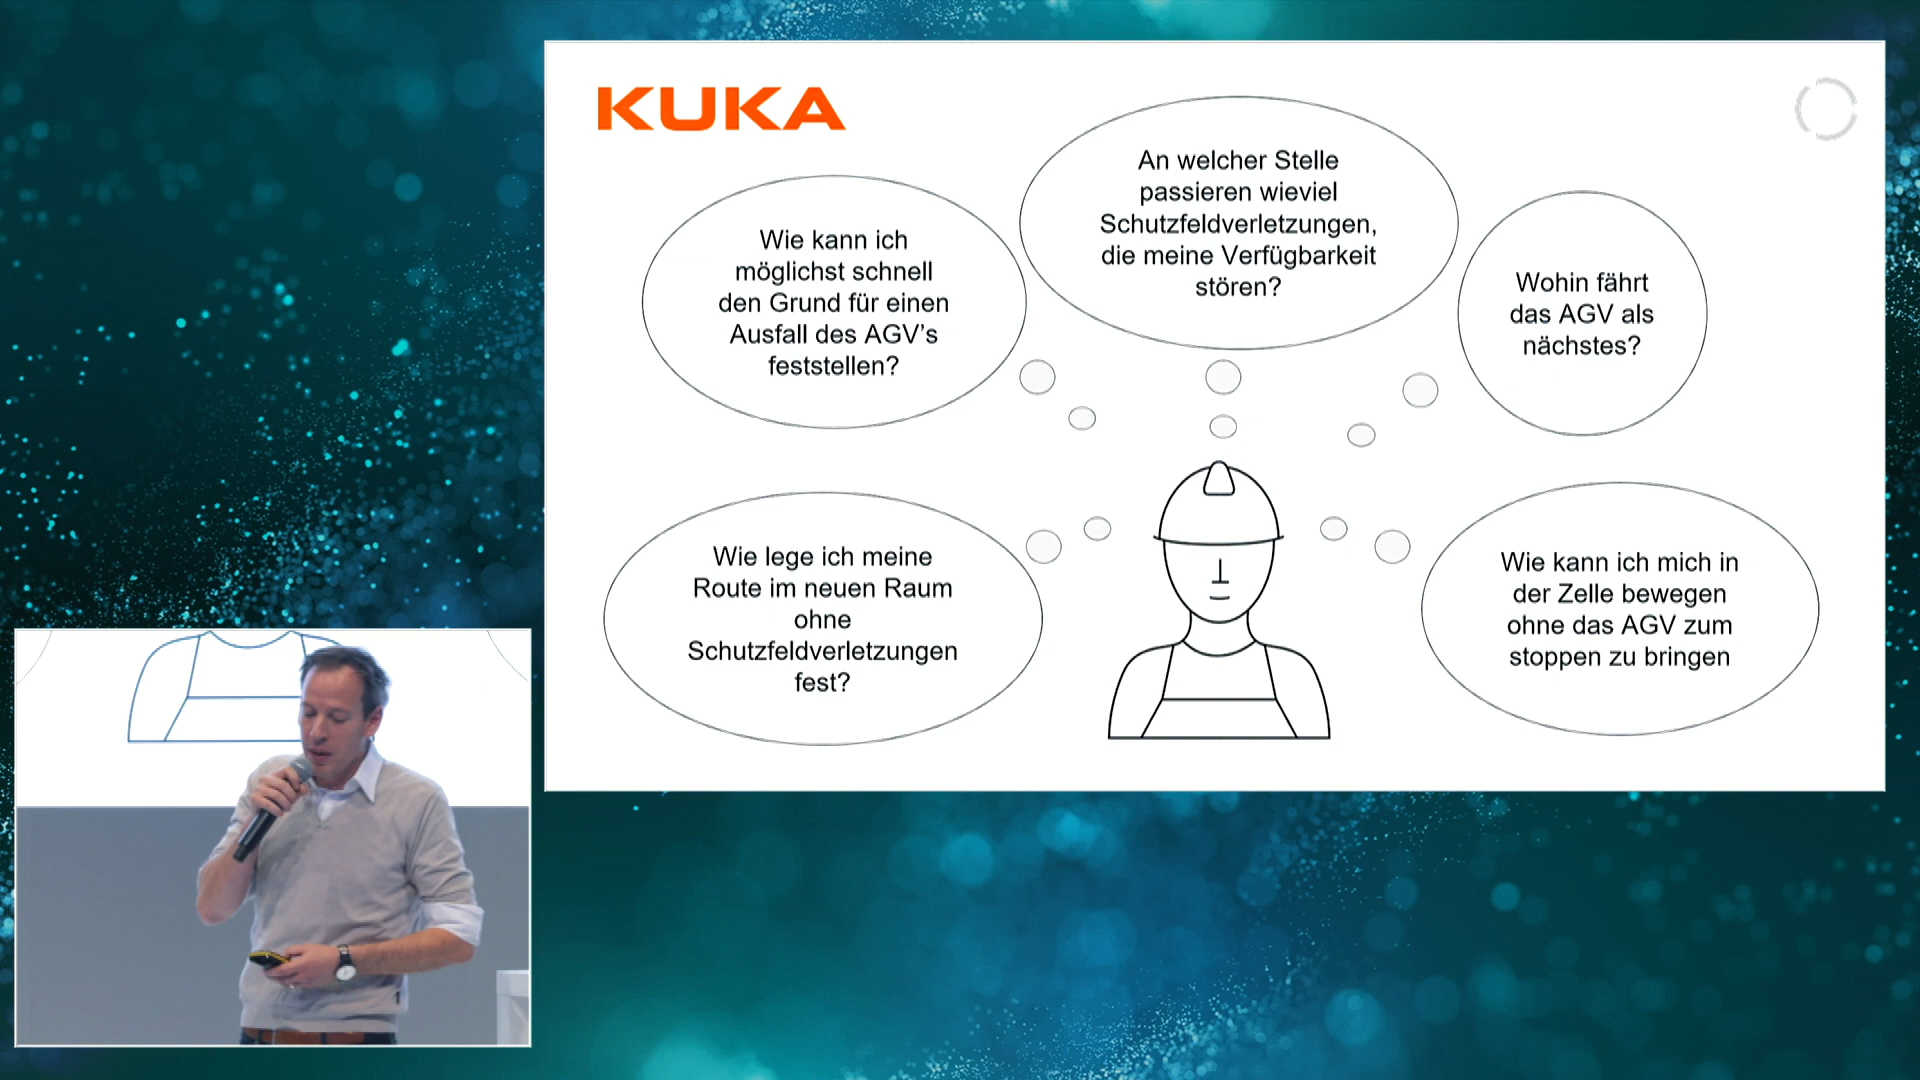 KUKA
Wie kann ich
möglichst schnell
den Grund für einen
Ausfall des AGV's
feststellen?
An welcher Stelle
passieren wieviel
Schutzfeldverletzungen,
die meine Verfügbarkeit
stören?
Wohin fährt
das AGV als
nächstes?
Wie lege ich meine
Route im neuen Raum
ohne
Schutzfeldverletzungen
fest?
Wie kann ich mich in
der Zelle bewegen
ohne das AGV zum
stoppen zu bringen